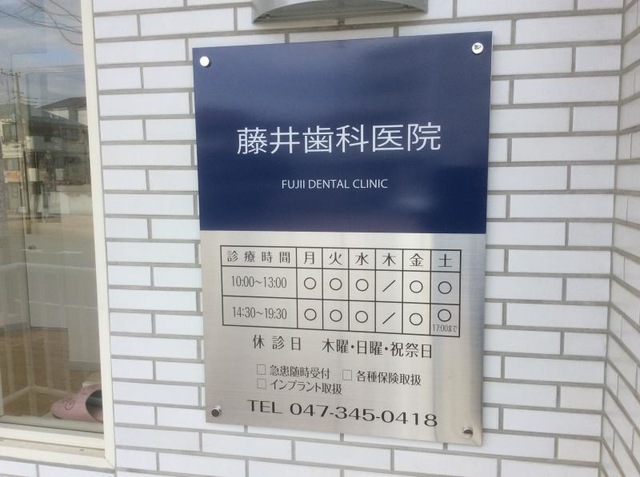 藤井歯科医院
FUJII DENTAL CLINIC
診療時間 月 火 水 木 金 土
10:00～13:00 ○ ○ ○ ／ ○ ○
14:30～19:30 ○ ○ ○ ／ ○ ○
17:00まで
休診日 木曜・日曜・祝祭日
□ 急患随時受付 □ 各種保険取扱
□ インプラント取扱
TEL 047-345-0418